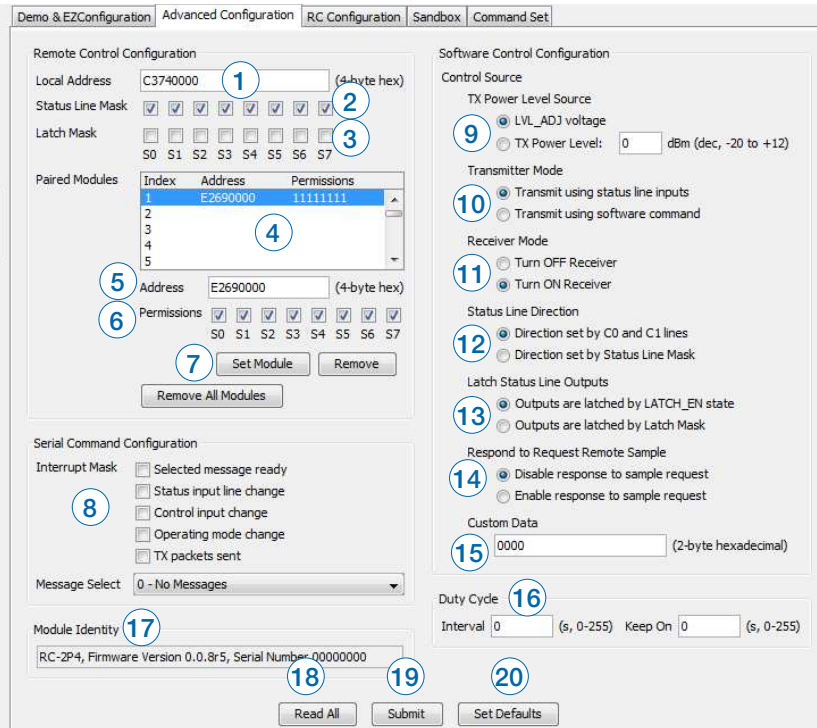 Demo & EZConfiguration Advanced Configuration RC Configuration Sandbox Command Set
Remote Control Configuration
Local Address C3740000 1 (4-byte hex)
Status Line Mask 2
Latch Mask 3
S0 S1 S2 S3 S4 S5 S6 S7
Paired Modules
Index Address Permissions
1 E2690000 11111111
2
3
4
5
4
5 Address E2690000 (4-byte hex)
6 Permissions
S0 S1 S2 S3 S4 S5 S6 S7
7 Set Module Remove
Remove All Modules
Serial Command Configuration
Interrupt Mask
8
Selected message ready
Status input line change
Control input change
Operating mode change
TX packets sent
Message Select 0 - No Messages
Module Identity 17
RC-2P4, Firmware Version 0.0.8r5, Serial Number 00000000
Software Control Configuration
Control Source
TX Power Level Source
9
LVL_ADJ voltage
TX Power Level: 0 dBm (dec, -20 to +12)
Transmitter Mode
10
Transmit using status line inputs
Transmit using software command
Receiver Mode
11
Turn OFF Receiver
Turn ON Receiver
Status Line Direction
12
Direction set by C0 and C1 lines
Direction set by Status Line Mask
Latch Status Line Outputs
13
Outputs are latched by LATCH_EN state
Outputs are latched by Latch Mask
Respond to Request Remote Sample
14
Disable response to sample request
Enable response to sample request
Custom Data
15 0000 (2-byte hexadecimal)
Duty Cycle 16
Interval 0 (s, 0-255) Keep On 0 (s, 0-255)
18 19 20
Read All Submit Set Defaults